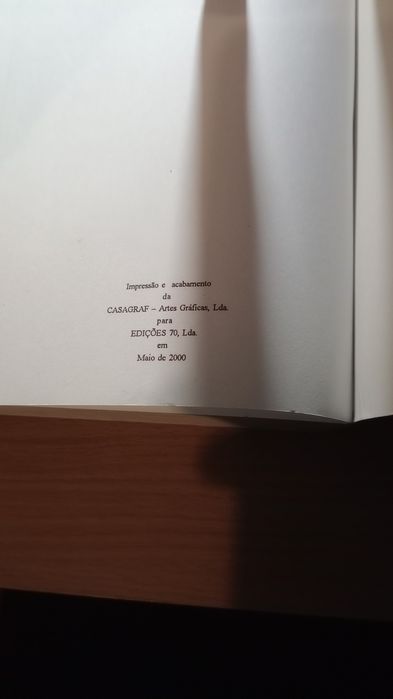 Impressão e acabamento
da
CASAGRAF – Artes Gráficas, Lda.
para
EDIÇÕES 70, Lda.
em
Maio de 2000